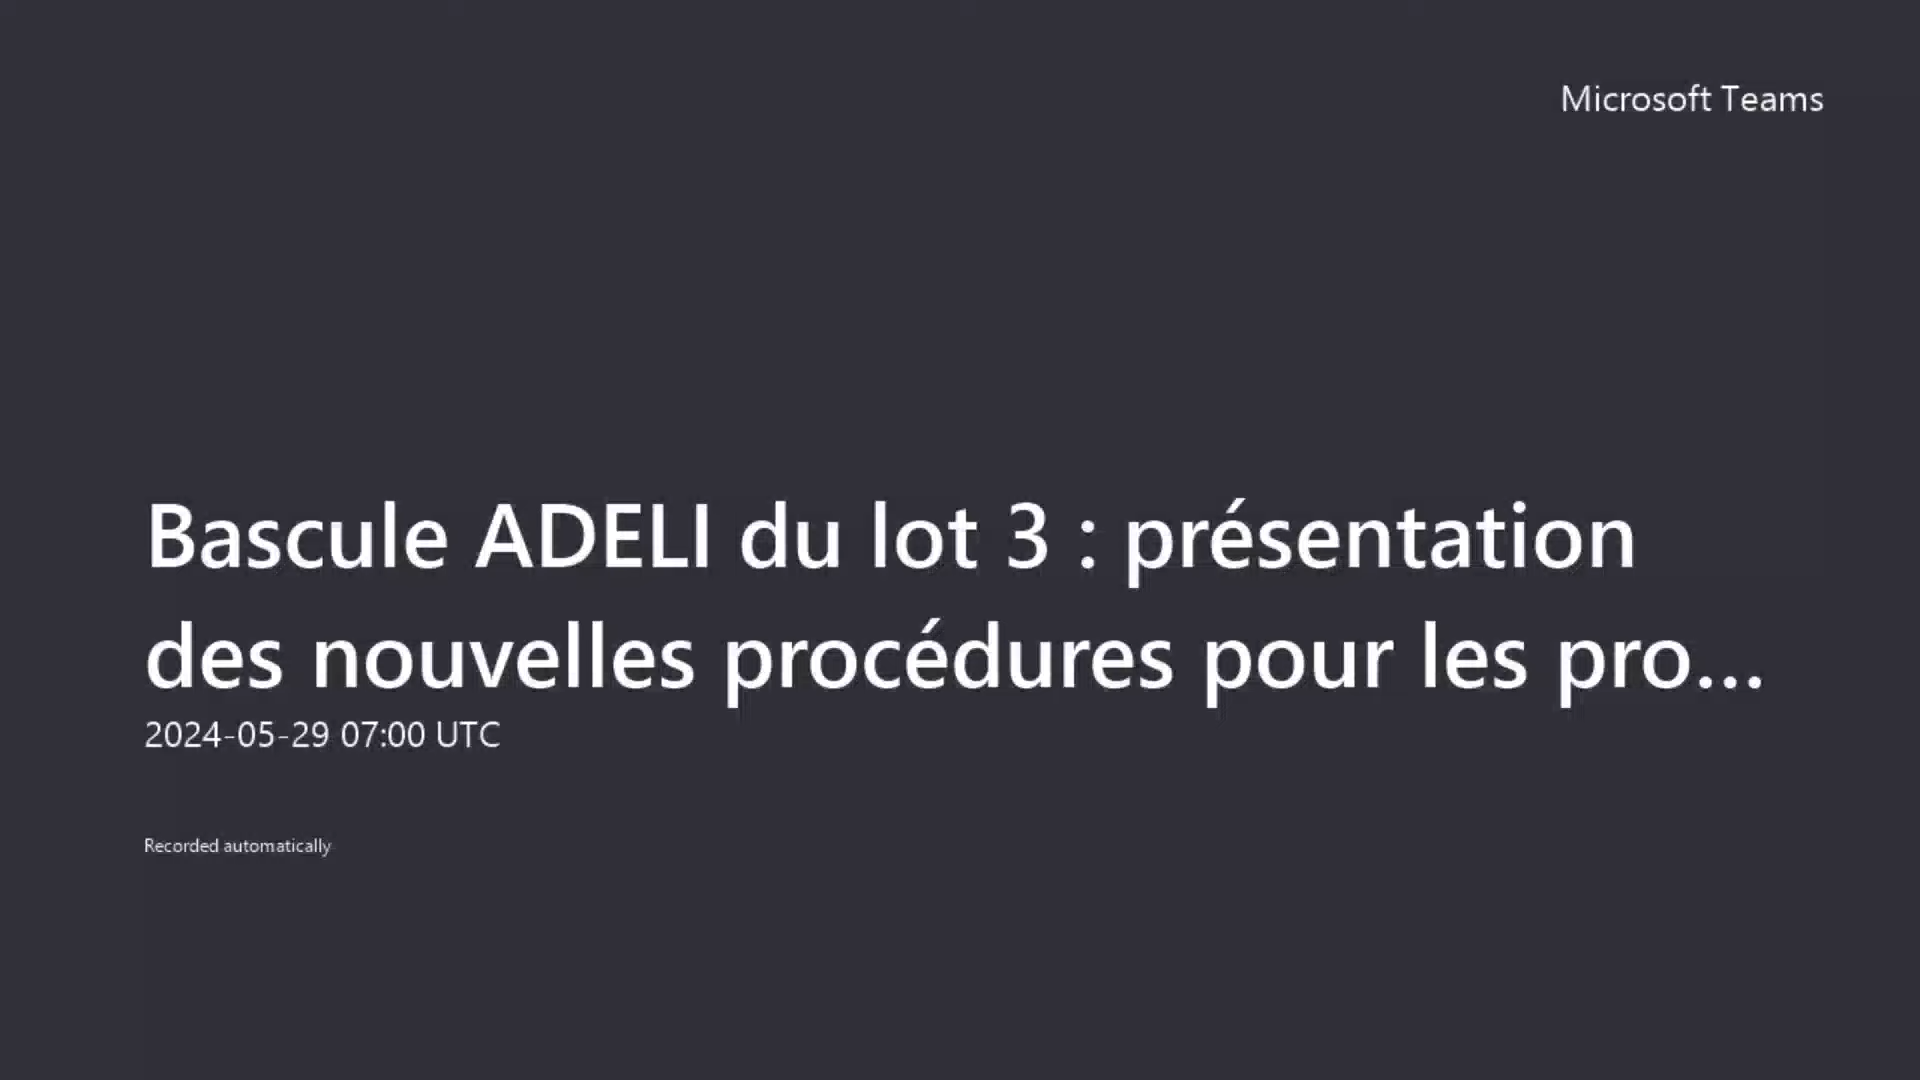 Microsoft Teams
Bascule ADELI du lot 3 : présentation
des nouvelles procédures pour les pro...
2024-05-29 07:00 UTC
Recorded automatically